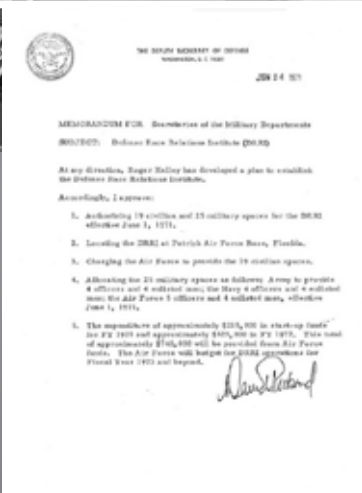 THE DEPUTY SECRETARY OF DEFENSE
WASHINGTON, D. C. 20301
1971
MEMORANDUM FOR Secretaries of the Military Departments
SUBJECT: Defense Race Relations Institute (DRRI)
At my direction, Roger Kelley has developed a plan to establish
the Defense Race Relations Institute.
Accordingly, I approve:
1. Authorizing 19 civilian and 25 military spaces for the DRRI
effective June 1, 1971.
2. Locating the DRRI at Patrick Air Force Base, Florida.
3. Charging the Air Force to provide the 19 civilian spaces.
4. Allocating the 25 military spaces as follows: Army to provide
4 officers and 4 enlisted men; the Navy 4 officers and 4 enlisted
men; the Air Force 5 officers and 4 enlisted men, effective
June 1, 1971.
5. The expenditure of approximately in start-up funds
for FY 1971 and approximately in FY 1972. This total
of approximately will be provided from Air Force
funds. The Air Force will budget for DRRI operations for
Fiscal Year 1973 and beyond.
David Packard